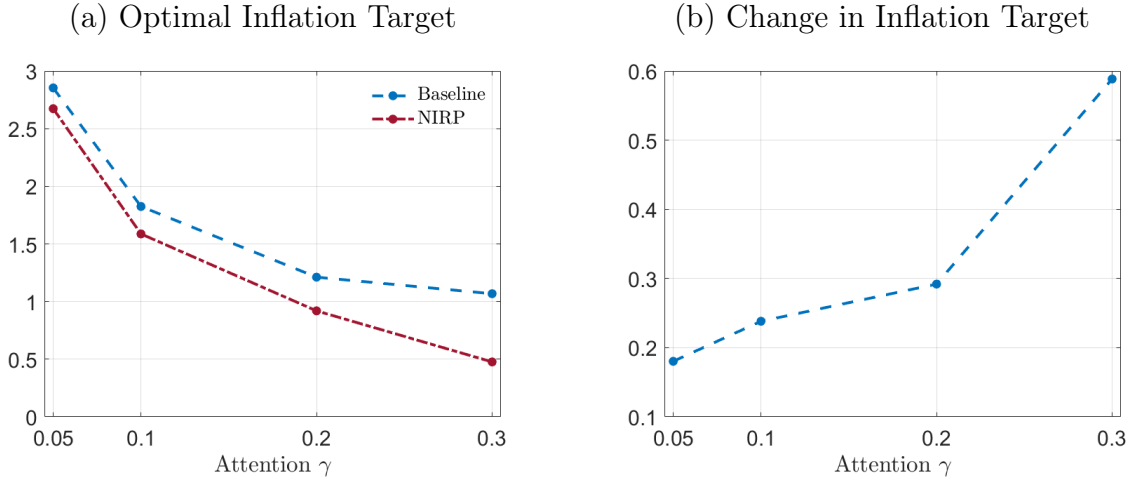 (a) Optimal Inflation Target
3
2.5
2
1.5
1
0.5
0
Baseline
NIRP
0.05 0.1 0.2 0.3
Attention γ
(b) Change in Inflation Target
0.6
0.5
0.4
0.3
0.2
0.1
0.05 0.1 0.2 0.3
Attention γ